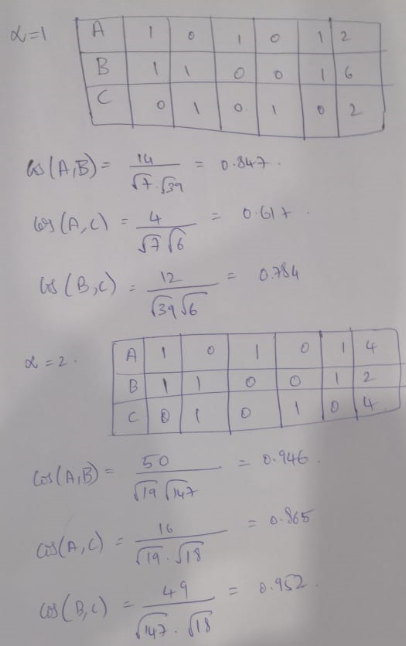 α=1 A 1 0 1 0 1 2
B 1 1 0 0 1 6
C 0 1 0 1 0 2
cos(A,B) = 14/√7.√39 = 0.847.
cos(A,C) = 4/√7√6 = 0.617.
cos(B,C) = 12/√39√6 = 0.784
α=2. A 1 0 1 0 1 4
B 1 1 0 0 1 2
C 0 1 0 1 0 4
cos(A,B) = 50/√19√147 = 0.946.
cos(A,C) = 16/√19.√18 = 0.865
cos(B,C) = 49/√147.√18 = 0.952.